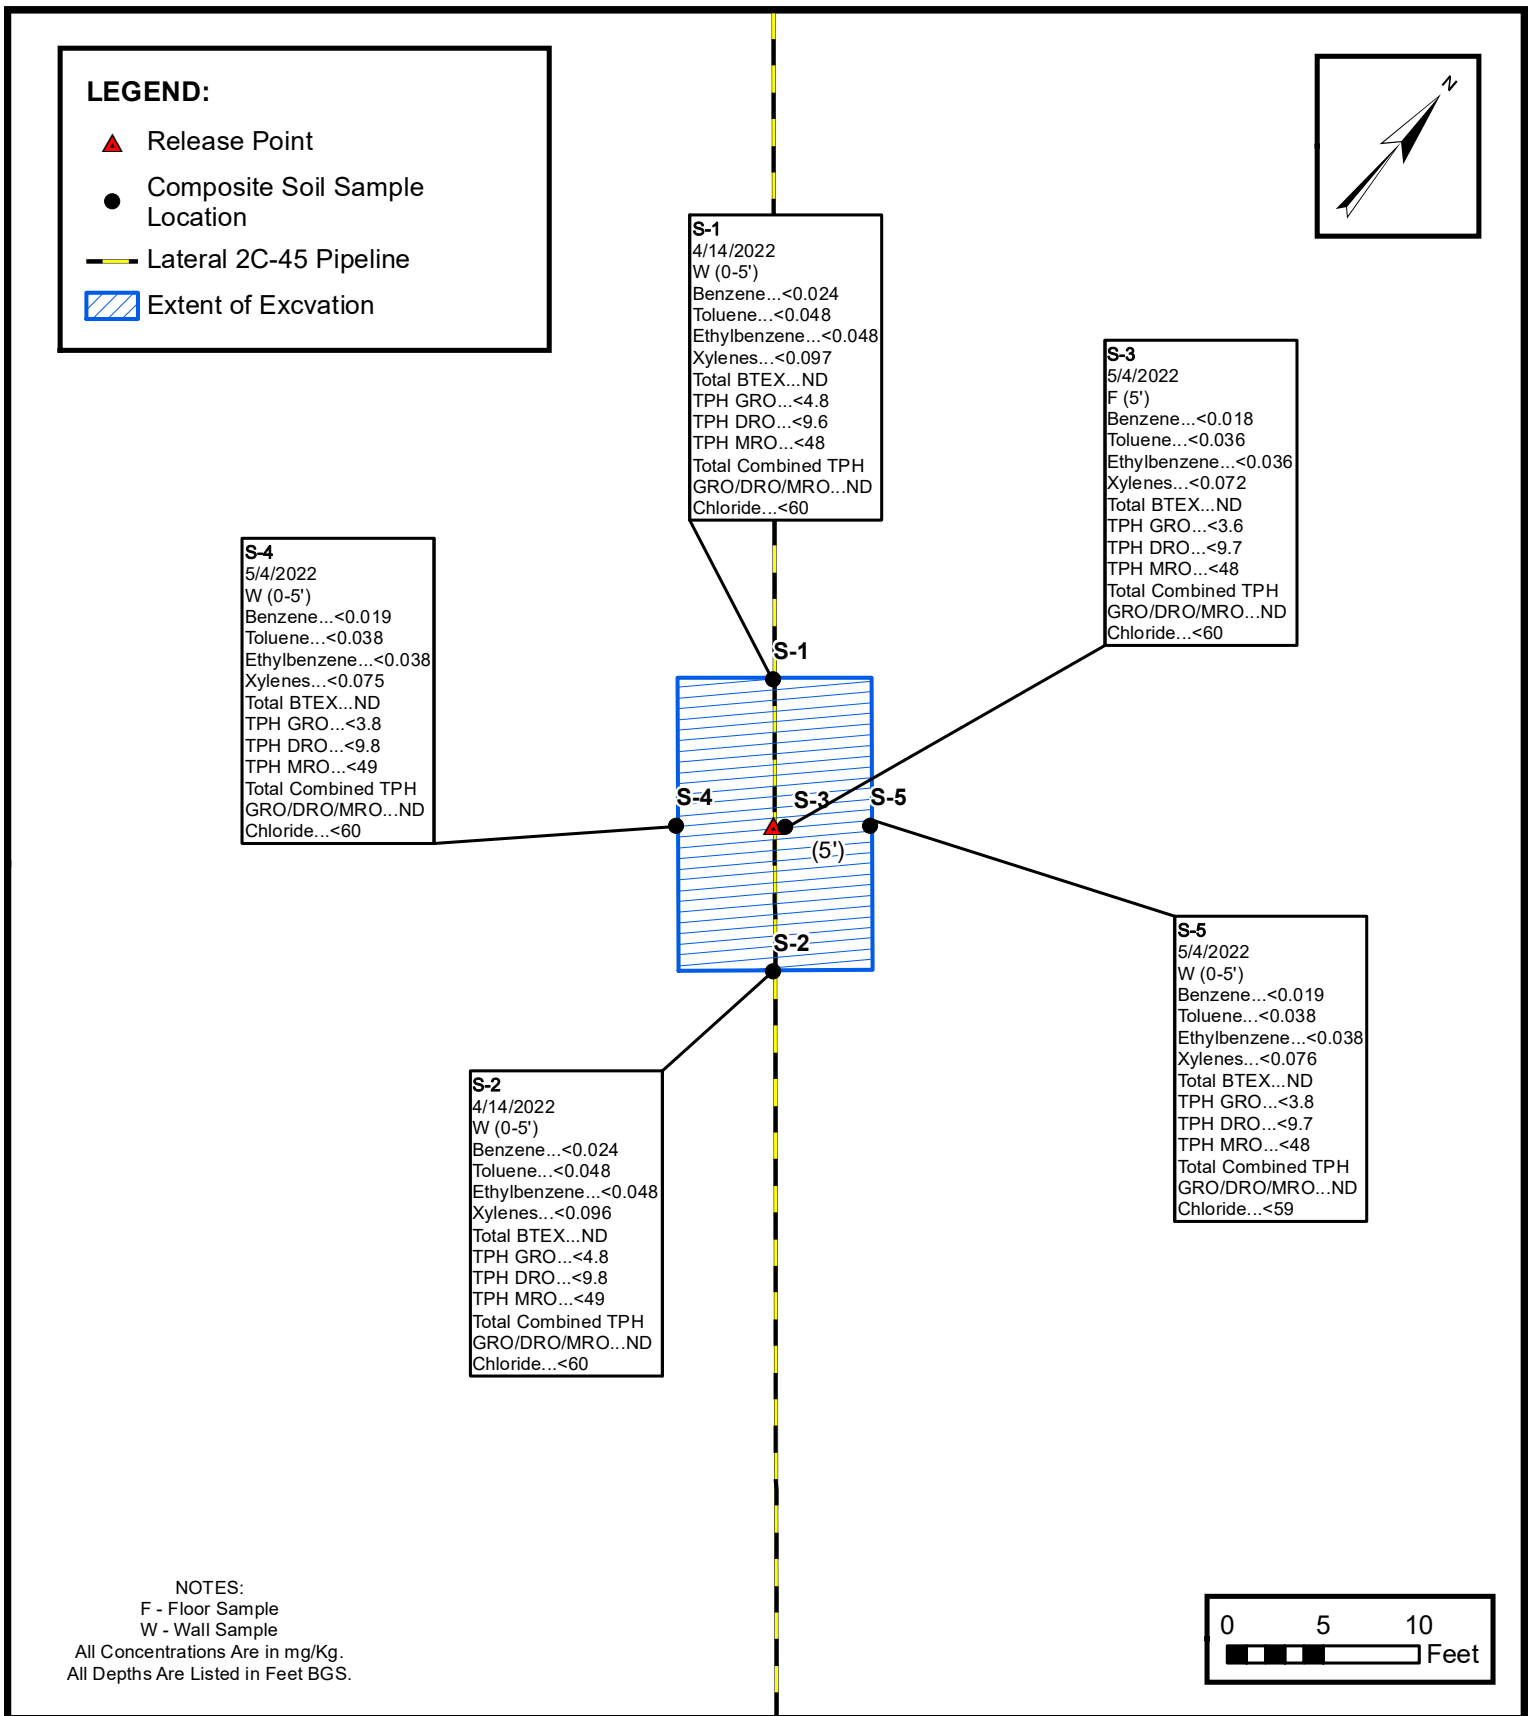 LEGEND:
Release Point
Composite Soil Sample
Location
Lateral 2C-45 Pipeline
Extent of Excvation
N
S-1
4/14/2022
W (0-5')
Benzene...<0.024
Toluene...<0.048
Ethylbenzene...<0.048
Xylenes...<0.097
Total BTEX...ND
TPH GRO...<4.8
TPH DRO...<9.6
TPH MRO...<48
Total Combined TPH
GRO/DRO/MRO...ND
Chloride...<60
S-3
5/4/2022
F (5')
Benzene...<0.018
Toluene...<0.036
Ethylbenzene...<0.036
Xylenes...<0.072
Total BTEX...ND
TPH GRO...<3.6
TPH DRO...<9.7
TPH MRO...<48
Total Combined TPH
GRO/DRO/MRO...ND
Chloride...<60
S-4
5/4/2022
W (0-5')
Benzene...<0.019
Toluene...<0.038
Ethylbenzene...<0.038
Xylenes...<0.075
Total BTEX...ND
TPH GRO...<3.8
TPH DRO...<9.8
TPH MRO...<49
Total Combined TPH
GRO/DRO/MRO...ND
Chloride...<60
S-1
S-4
S-3
S-5
(5')
S-2
S-5
5/4/2022
W (0-5')
Benzene...<0.019
Toluene...<0.038
Ethylbenzene...<0.038
Xylenes...<0.076
Total BTEX...ND
TPH GRO...<3.8
TPH DRO...<9.7
TPH MRO...<48
Total Combined TPH
GRO/DRO/MRO...ND
Chloride...<59
S-2
4/14/2022
W (0-5')
Benzene...<0.024
Toluene...<0.048
Ethylbenzene...<0.048
Xylenes...<0.096
Total BTEX...ND
TPH GRO...<4.8
TPH DRO...<9.8
TPH MRO...<49
Total Combined TPH
GRO/DRO/MRO...ND
Chloride...<60
NOTES:
F - Floor Sample
W - Wall Sample
All Concentrations Are in mg/Kg.
All Depths Are Listed in Feet BGS.
0 5 10
Feet